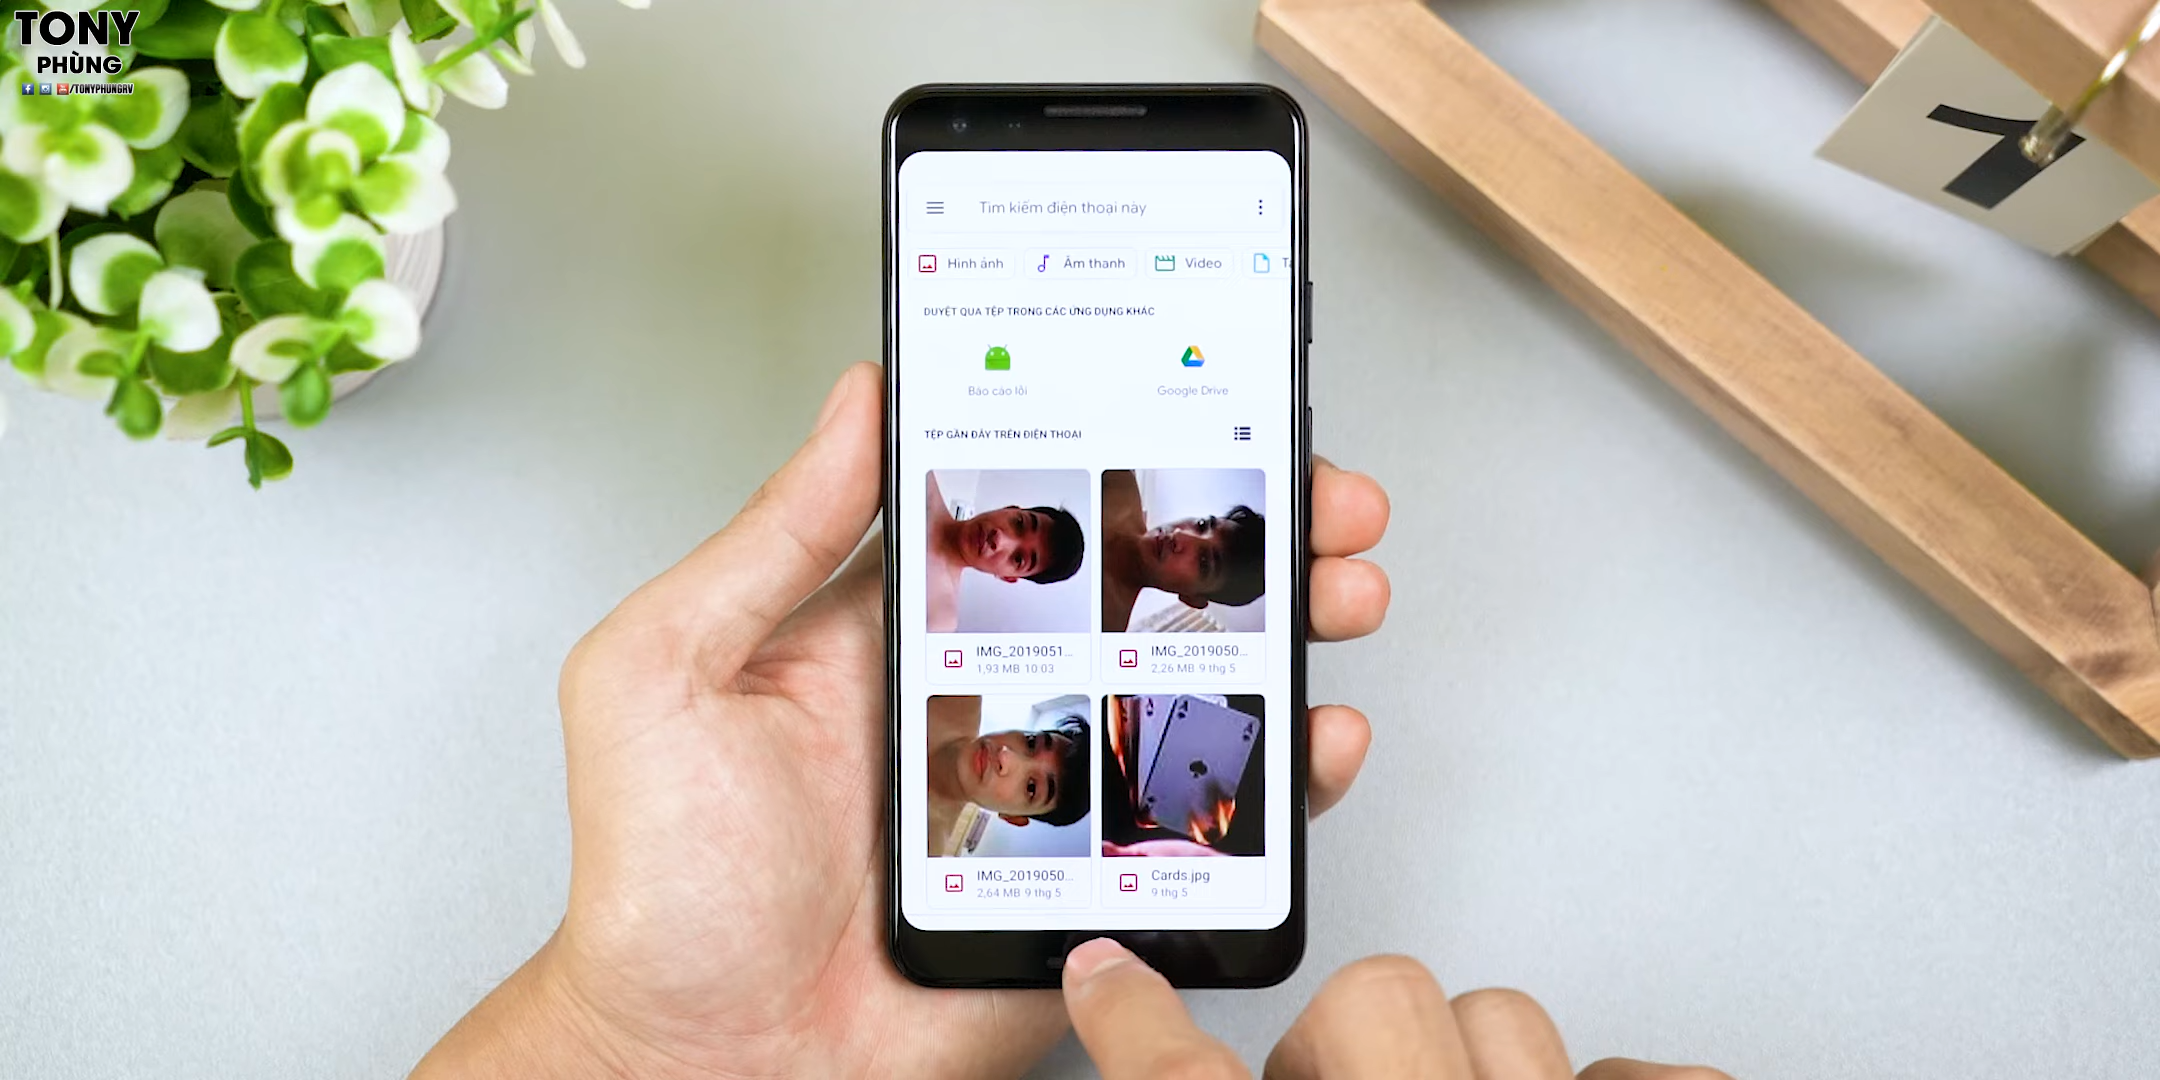 TONY
PHÙNG
/TONYPHUNGRV
Tìm kiếm điện thoại này
Hình ảnh
Âm thanh
Video
DUYỆT QUA TỆP TRONG CÁC ỨNG DỤNG KHÁC
Báo cáo lỗi
Google Drive
TỆP GẦN ĐÂY TRÊN ĐIỆN THOẠI
IMG_2019051...
1,93 MB 10:03
IMG_2019050...
2,26 MB 9 thg 5
IMG_2019050...
2,64 MB 9 thg 5
Cards.jpg
9 thg 5